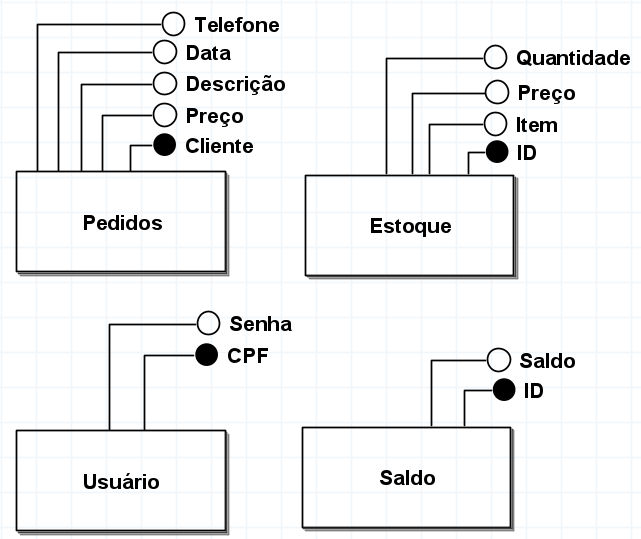 Telefone
Data
Descrição
Preço
Cliente
Pedidos
Quantidade
Preço
Item
ID
Estoque
Senha
CPF
Usuário
Saldo
ID
Saldo